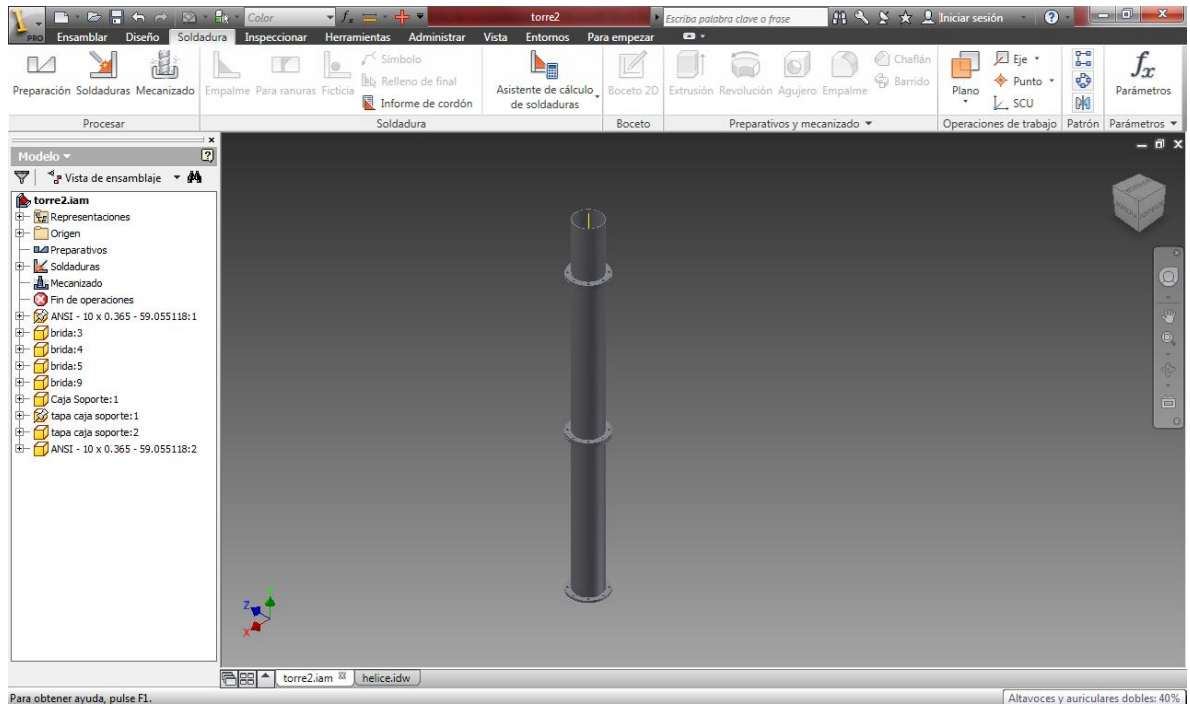 Color
torre2
Escriba palabra clave o frase
Iniciar sesión
PRO
Ensamblar Diseño Soldadura Inspeccionar Herramientas Administrar Vista Entornos Para empezar
Preparación Soldaduras Mecanizado
Empalme Para ranuras Ficticia
Símbolo
Relleno de final
Informe de cordón
Asistente de cálculo de soldaduras
Boceto 2D
Extrusión Revolución Agujero Empalme
Chaflán
Barrido
Plano
Eje
Punto
SCU
fx
Parámetros
Procesar Soldadura Boceto Preparativos y mecanizado Operaciones de trabajo Patrón Parámetros
Modelo
Vista de ensamblaje
torre2.iam
Representaciones
Origen
Preparativos
Soldaduras
Mecanizado
Fin de operaciones
ANSI - 10 x 0.365 - 59.055118:1
brida:3
brida:4
brida:5
brida:9
Caja Soporte:1
tapa caja soporte:1
tapa caja soporte:2
ANSI - 10 x 0.365 - 59.055118:2
Z
X
torre2.iam helice.idw
Para obtener ayuda, pulse F1.
Altavoces y auriculares dobles: 40%